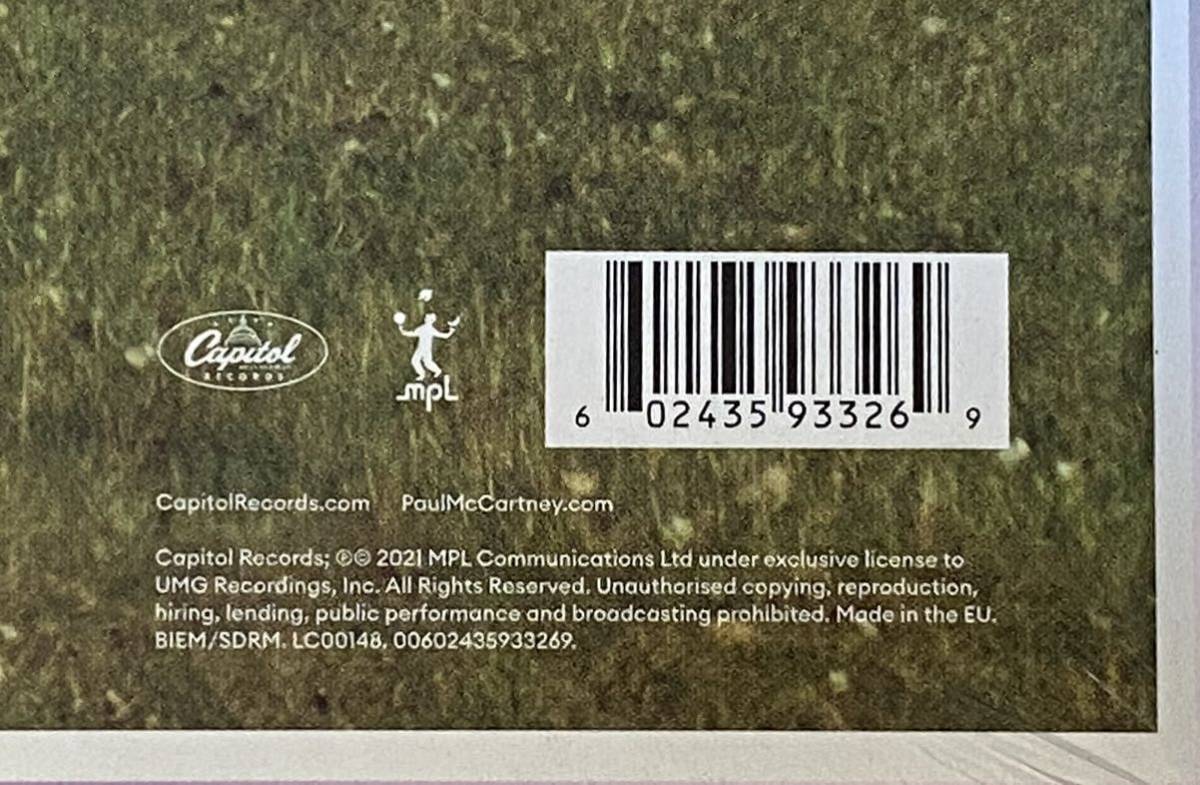 Capitol
RECORDS
mpL
6 02435 93326 9
CapitolRecords.com PaulMcCartney.com
Capitol Records; ℗© 2021 MPL Communications Ltd under exclusive license to
UMG Recordings, Inc. All Rights Reserved. Unauthorised copying, reproduction,
hiring, lending, public performance and broadcasting prohibited. Made in the EU.
BIEM/SDRM. LC00148. 00602435933269.